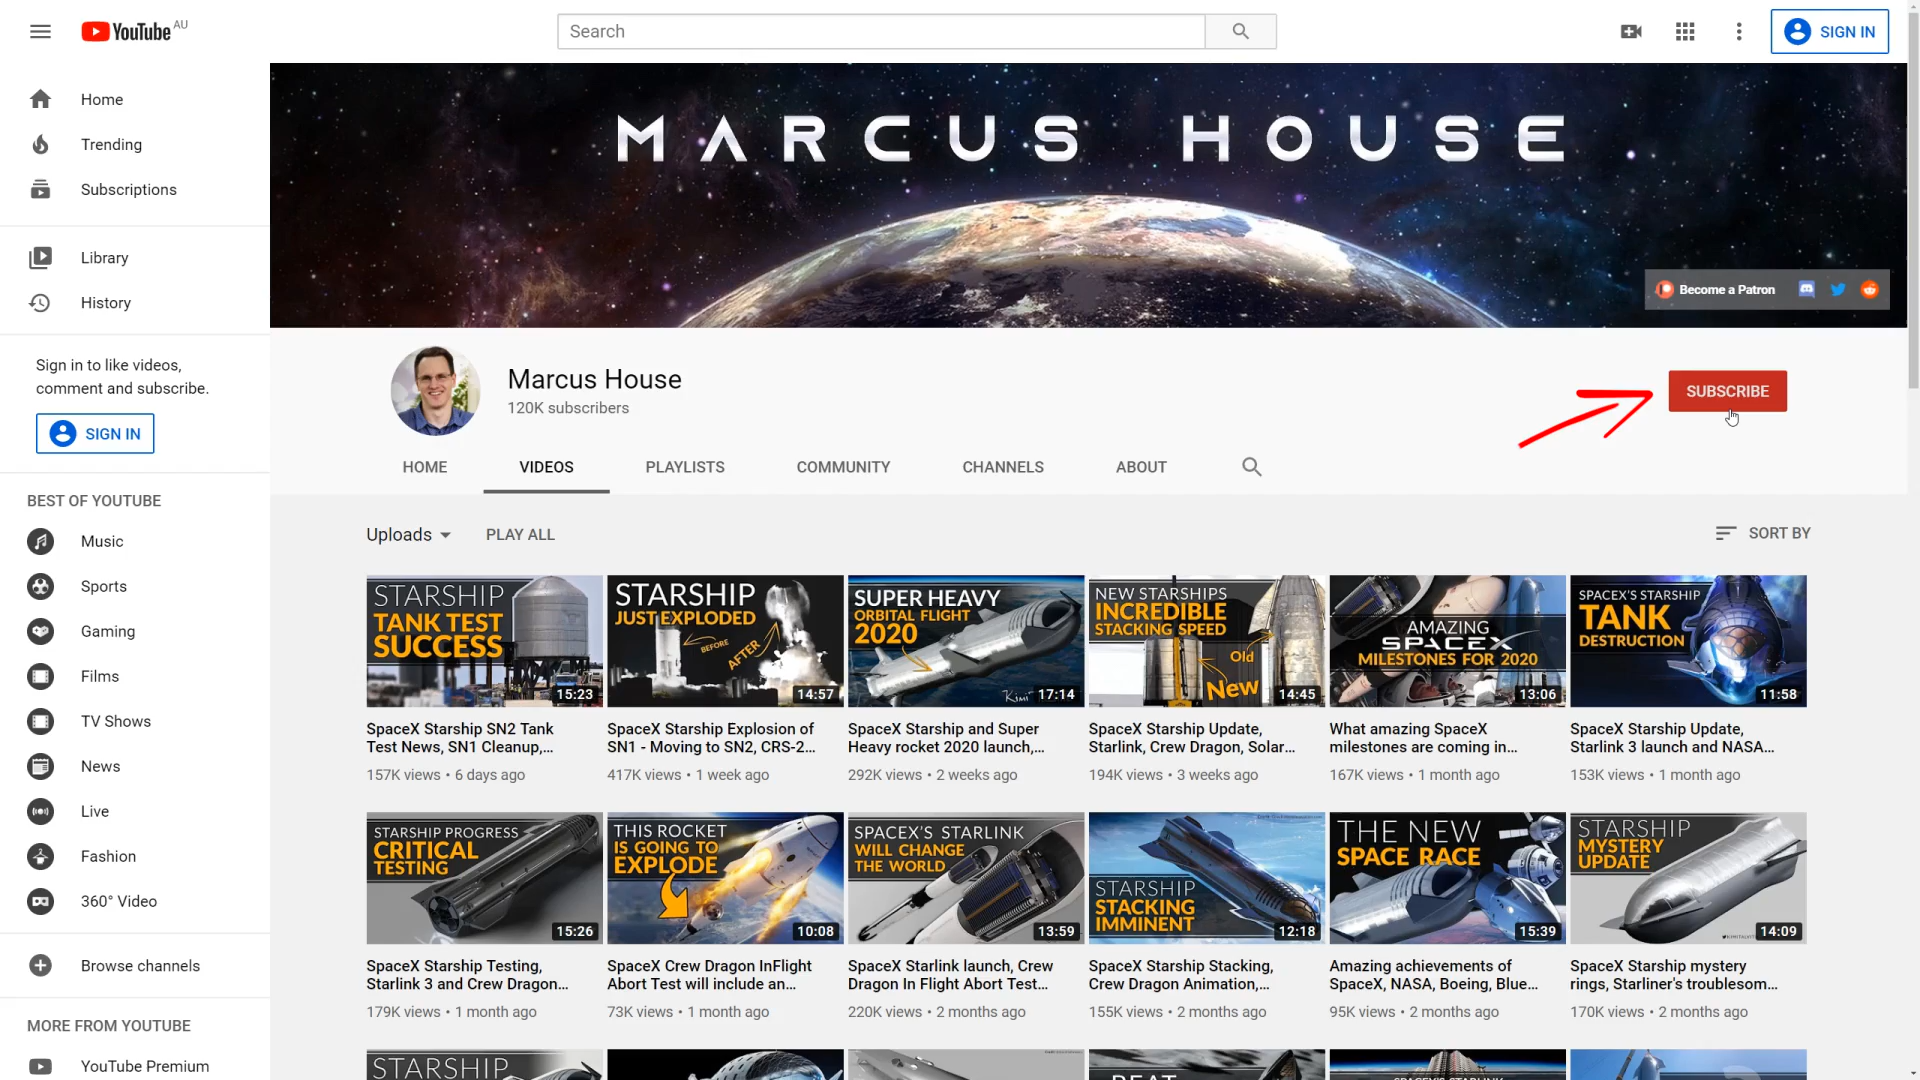 YouTube AU
Search
SIGN IN
Home
Trending
Subscriptions
Library
History
Sign in to like videos,
comment and subscribe.
SIGN IN
BEST OF YOUTUBE
Music
Sports
Gaming
Films
TV Shows
News
Live
Fashion
360° Video
Browse channels
MORE FROM YOUTUBE
YouTube Premium
MARCUS HOUSE
Become a Patron
Marcus House
120K subscribers
SUBSCRIBE
HOME VIDEOS PLAYLISTS COMMUNITY CHANNELS ABOUT
Uploads PLAY ALL SORT BY
STARSHIP
TANK TEST
SUCCESS
15:23
SpaceX Starship SN2 Tank
Test News, SN1 Cleanup,...
157K views • 6 days ago
STARSHIP
JUST EXPLODED
BEFORE
AFTER
14:57
SpaceX Starship Explosion of
SN1 - Moving to SN2, CRS-2...
417K views • 1 week ago
SUPER HEAVY
ORBITAL FLIGHT
2020
Kimi
17:14
SpaceX Starship and Super
Heavy rocket 2020 launch,...
292K views • 2 weeks ago
NEW STARSHIPS
INCREDIBLE
STACKING SPEED
Old
New
14:45
SpaceX Starship Update,
Starlink, Crew Dragon, Solar...
194K views • 3 weeks ago
AMAZING
SPACEX
MILESTONES FOR 2020
13:06
What amazing SpaceX
milestones are coming in...
167K views • 1 month ago
SPACEX'S STARSHIP
TANK
DESTRUCTION
11:58
SpaceX Starship Update,
Starlink 3 launch and NASA...
153K views • 1 month ago
STARSHIP PROGRESS
CRITICAL
TESTING
15:26
SpaceX Starship Testing,
Starlink 3 and Crew Dragon...
179K views • 1 month ago
THIS ROCKET
IS GOING TO
EXPLODE
10:08
SpaceX Crew Dragon InFlight
Abort Test will include an...
73K views • 1 month ago
SPACEX'S STARLINK
WILL CHANGE
THE WORLD
13:59
SpaceX Starlink launch, Crew
Dragon In Flight Abort Test...
220K views • 2 months ago
STARSHIP
STACKING
IMMINENT
12:18
SpaceX Starship Stacking,
Crew Dragon Animation,...
155K views • 2 months ago
THE NEW
SPACE RACE
15:39
Amazing achievements of
SpaceX, NASA, Boeing, Blue...
95K views • 2 months ago
STARSHIP
MYSTERY
UPDATE
14:09
SpaceX Starship mystery
rings, Starliner's troublesom...
170K views • 2 months ago
STARSHIP